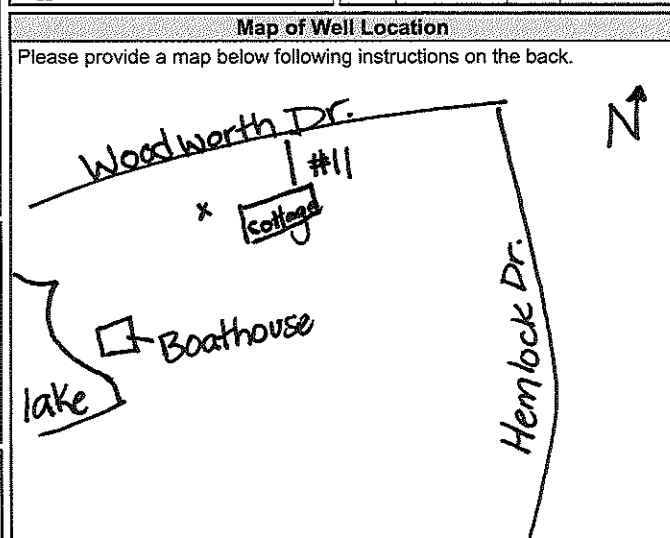 Map of Well Location
Please provide a map below following instructions on the back.
Woodworth Dr.
N
#11
x
cottage
Hemlock Dr.
Boathouse
lake